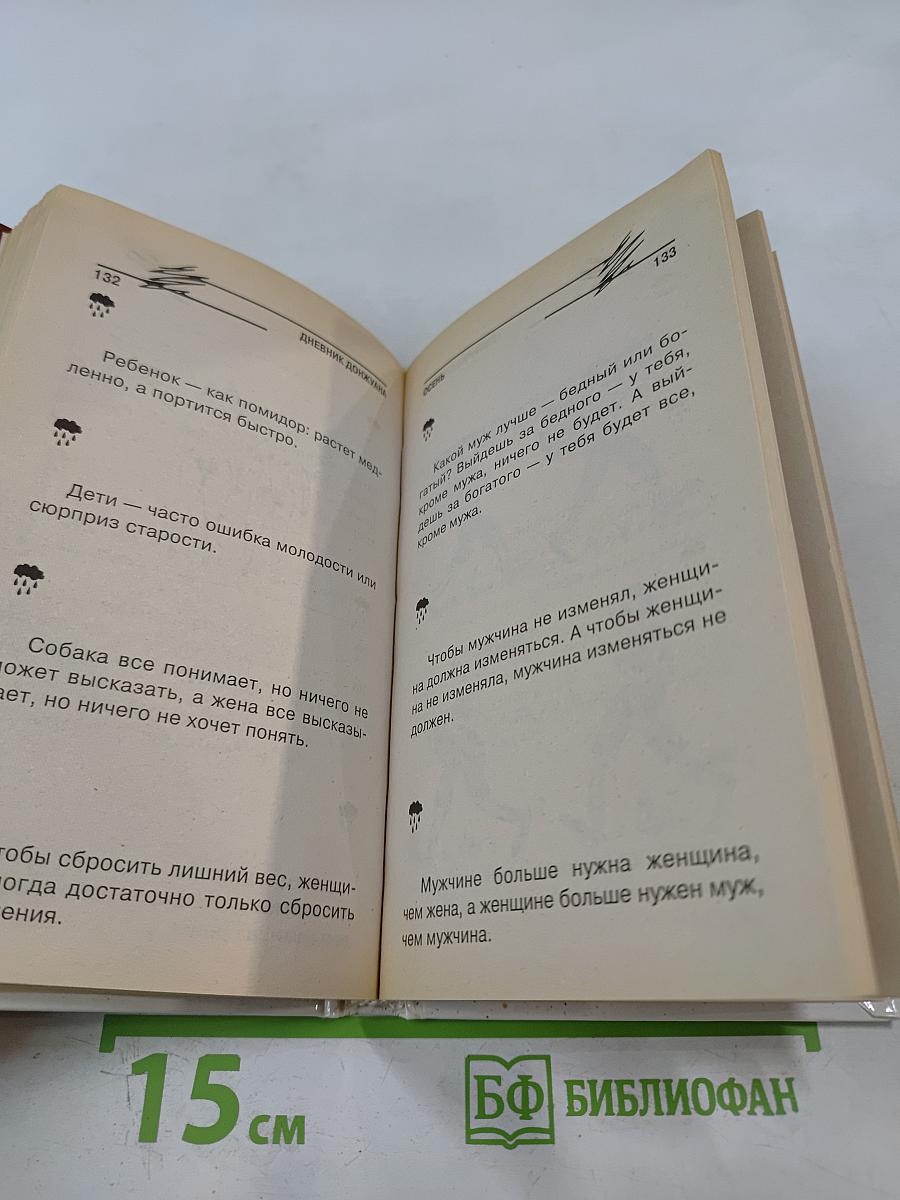 132
ДНЕВНИК ДОНЖУАНА
Ребенок — как помидор: растет мед-
ленно, а портится быстро.
Дети — часто ошибка молодости или
сюрприз старости.
Собака все понимает, но ничего не
может высказать, а жена все высказы-
ает, но ничего не хочет понять.
тобы сбросить лишний вес, женщи-
ногда достаточно только сбросить
ения.
133
ОСЕНЬ
Какой муж лучше — бедный или бо-
гатый? Выйдешь за бедного — у тебя,
кроме мужа, ничего не будет. А вый-
дешь за богатого — у тебя будет все,
кроме мужа.
Чтобы мужчина не изменял, женщи-
на должна изменяться. А чтобы женщи-
на не изменяла, мужчина изменяться не
должен.
Мужчине больше нужна женщина,
чем жена, а женщине больше нужен муж,
чем мужчина.
15 см
БФ БИБЛИОФАН